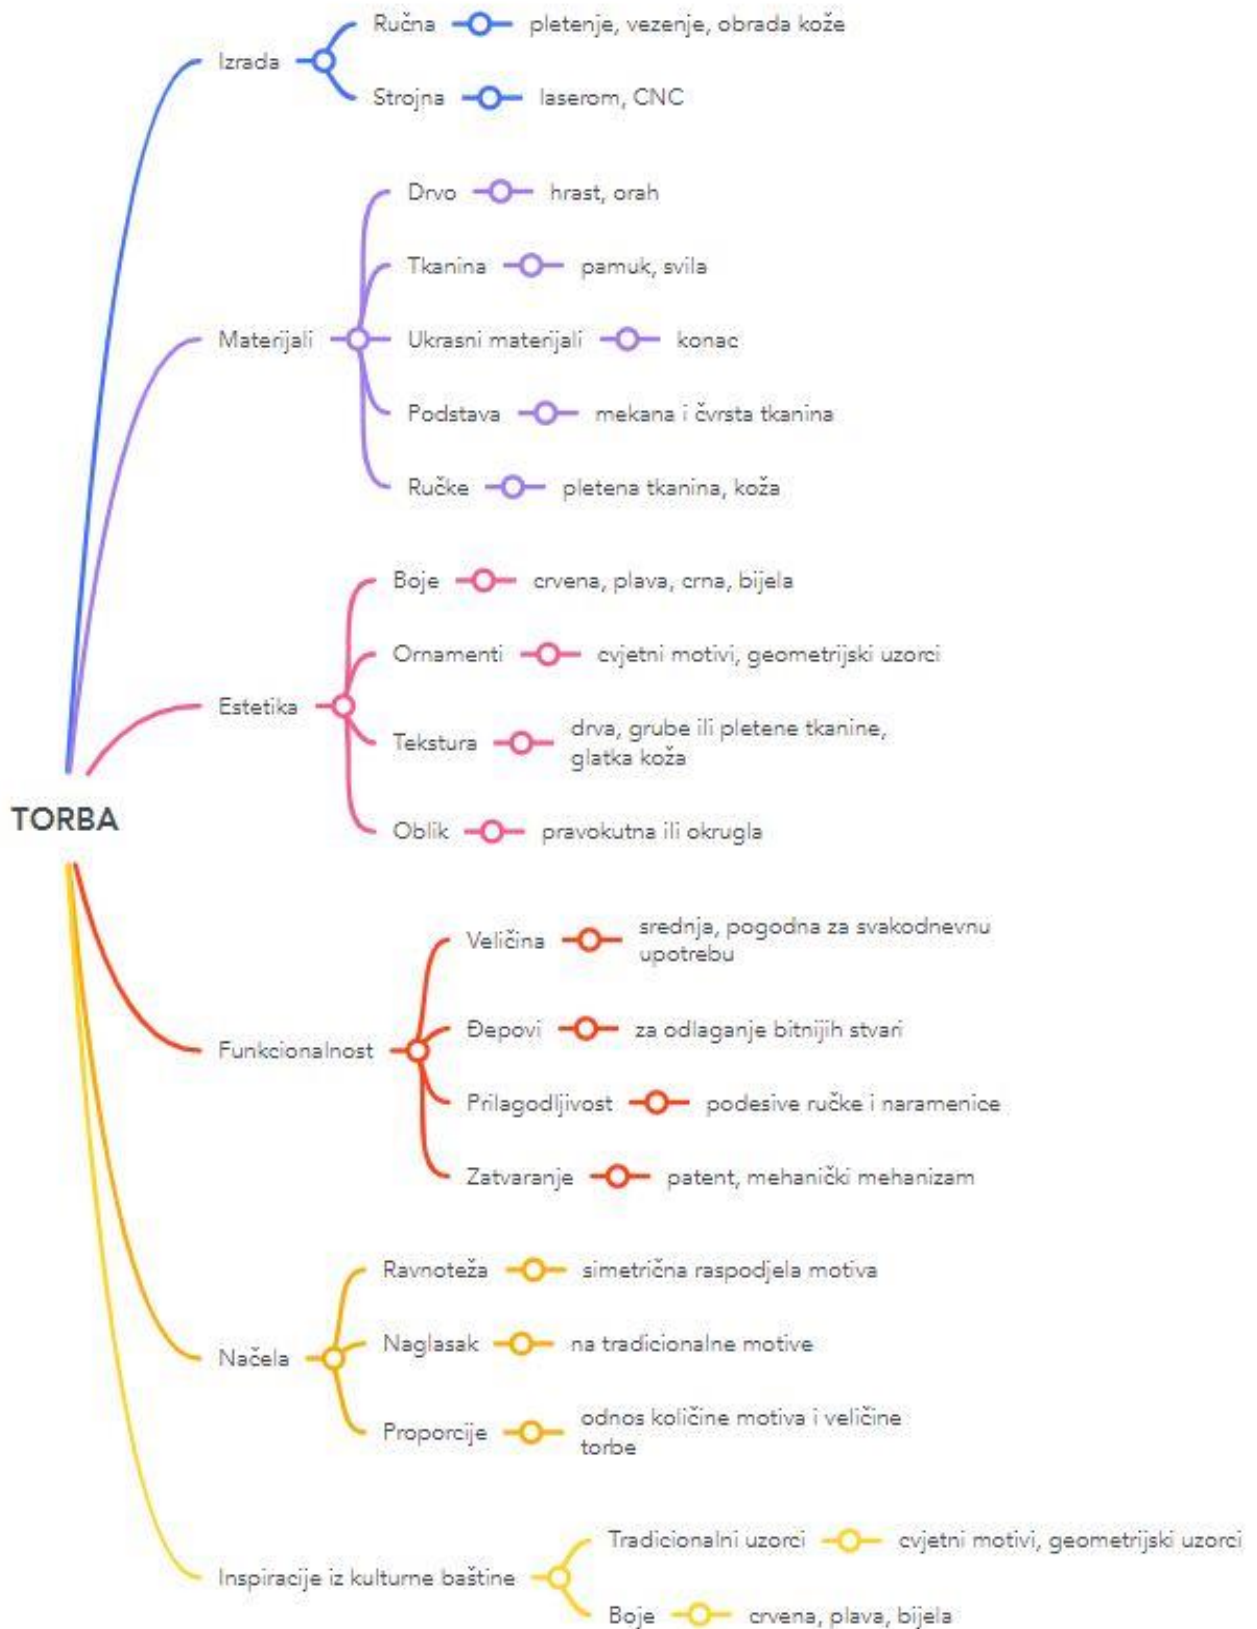 Ručna
pletenje, vezenje, obrada kože
Izrada
Strojna
laserom, CNC
Drvo
hrast, orah
Tkanina
pamuk, svila
Materijali
Ukrasni materijali
konac
Podstava
mekana i čvrsta tkanina
Ručke
pletena tkanina, koža
Boje
crvena, plava, crna, bijela
Ornamenti
cvjetni motivi, geometrijski uzorci
Estetika
Tekstura
drva, grube ili pletene tkanine,
glatka koža
Oblik
pravokutna ili okrugla
TORBA
Veličina
srednja, pogodna za svakodnevnu
upotrebu
Đepovi
za odlaganje bitnijih stvari
Funkcionalnost
Prilagodljivost
podesive ručke i naramenice
Zatvaranje
patent, mehanički mehanizam
Ravnoteža
simetrična raspodjela motiva
Naglasak
na tradicionalne motive
Načela
Proporcije
odnos količine motiva i veličine
torbe
Tradicionalni uzorci
cvjetni motivi, geometrijski uzorci
Inspiracije iz kulturne baštine
Boje
crvena, plava, bijela